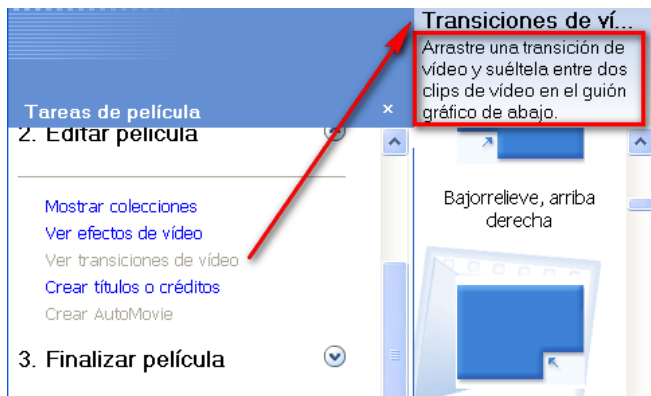 Transiciones de ví...
Arrastre una transición de
vídeo y suéltela entre dos
clips de vídeo en el guión
gráfico de abajo.
Tareas de película
2. Editar película
Mostrar colecciones
Ver efectos de vídeo
Ver transiciones de vídeo
Crear títulos o créditos
Crear AutoMovie
3. Finalizar película
Bajorrelieve, arriba
derecha